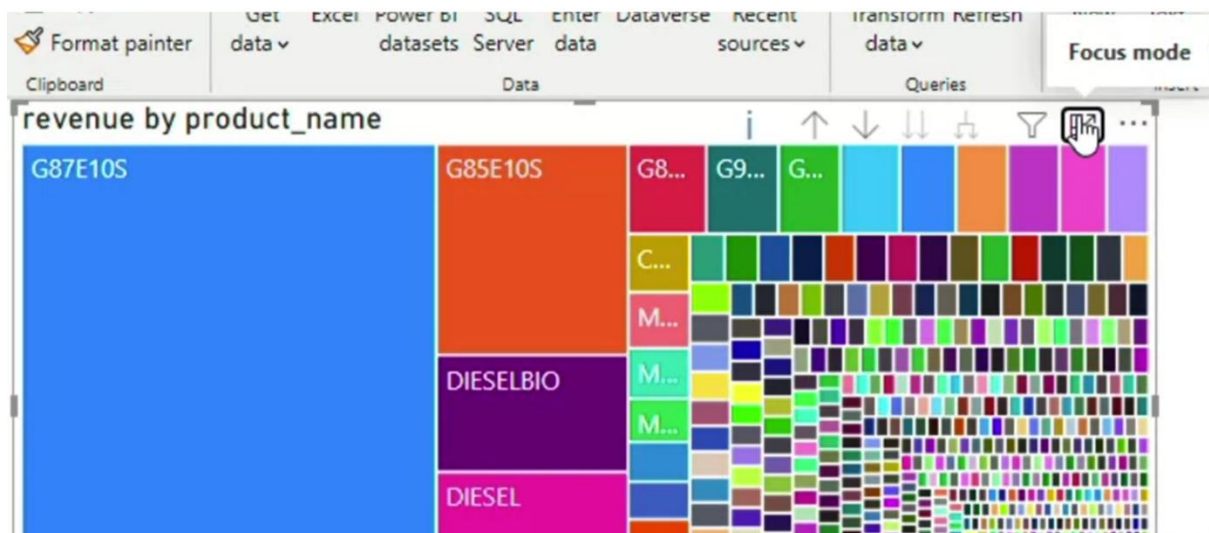 Get Excel Power BI SQL Enter Dataverse Recent Transform Refresh
Format painter data datasets Server data sources data
Focus mode
Clipboard Data Queries Insert
revenue by product_name
G87E10S G85E10S G8... G9... G...
C...
M...
DIESELBIO M...
M...
DIESEL